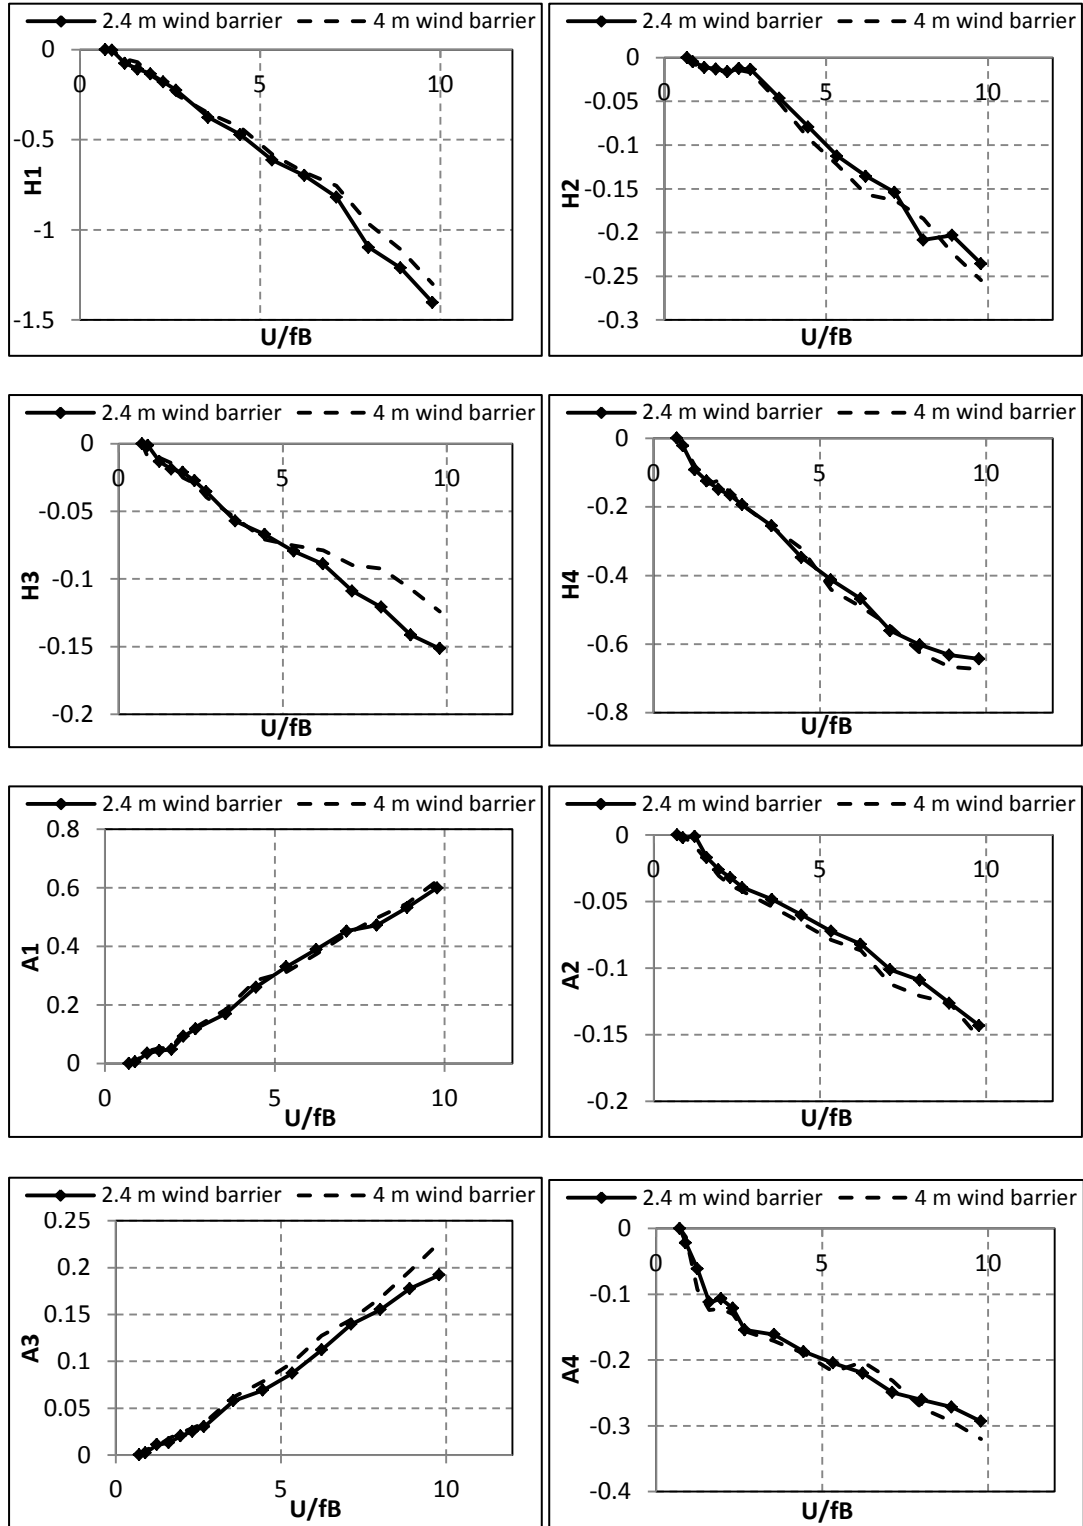 2.4 m wind barrier 4 m wind barrier
0
0 5 10
-0.5
-1
-1.5
H1
U/fB
2.4 m wind barrier 4 m wind barrier
0
0 5 10
-0.05
-0.1
-0.15
-0.2
-0.25
-0.3
H2
U/fB
2.4 m wind barrier 4 m wind barrier
0
0 5 10
-0.05
-0.1
-0.15
-0.2
H3
U/fB
2.4 m wind barrier 4 m wind barrier
0
0 5 10
-0.2
-0.4
-0.6
-0.8
H4
U/fB
2.4 m wind barrier 4 m wind barrier
0.8
0.6
0.4
0.2
0
0 5 10
A1
U/fB
2.4 m wind barrier 4 m wind barrier
0
0 5 10
-0.05
-0.1
-0.15
-0.2
A2
U/fB
2.4 m wind barrier 4 m wind barrier
0.25
0.2
0.15
0.1
0.05
0
0 5 10
A3
U/fB
2.4 m wind barrier 4 m wind barrier
0
0 5 10
-0.1
-0.2
-0.3
-0.4
A4
U/fB